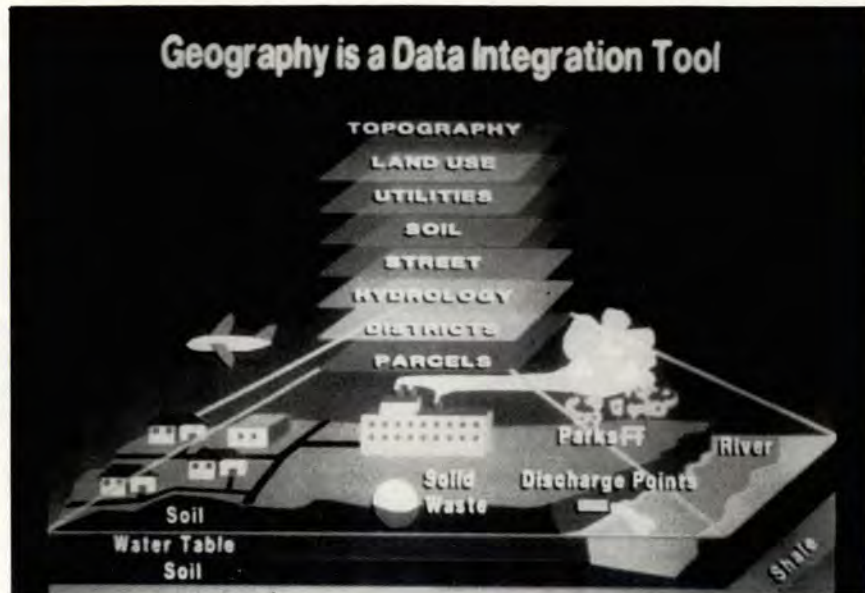 Geography is a Data Integration Tool
TOPOGRAPHY
LAND USE
UTILITIES
SOIL
STREET
HYDROLOGY
DISTRICTS
PARCELS
Parks
River
Solid
Waste
Discharge Points
Soil
Water Table
Soil
Shale